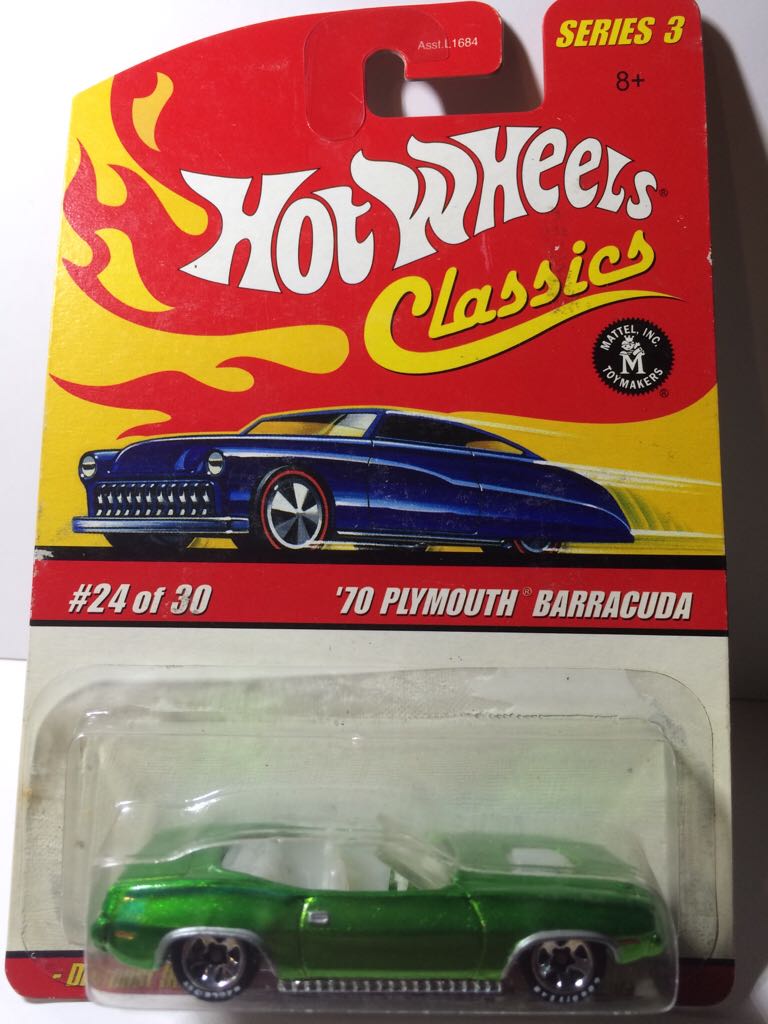 Asst.L1684
SERIES 3
8+
HOT WHEELS®
Classics
MATTEL, INC.
M
TOYMAKERS
®
#24 of 30
'70 PLYMOUTH® BARRACUDA